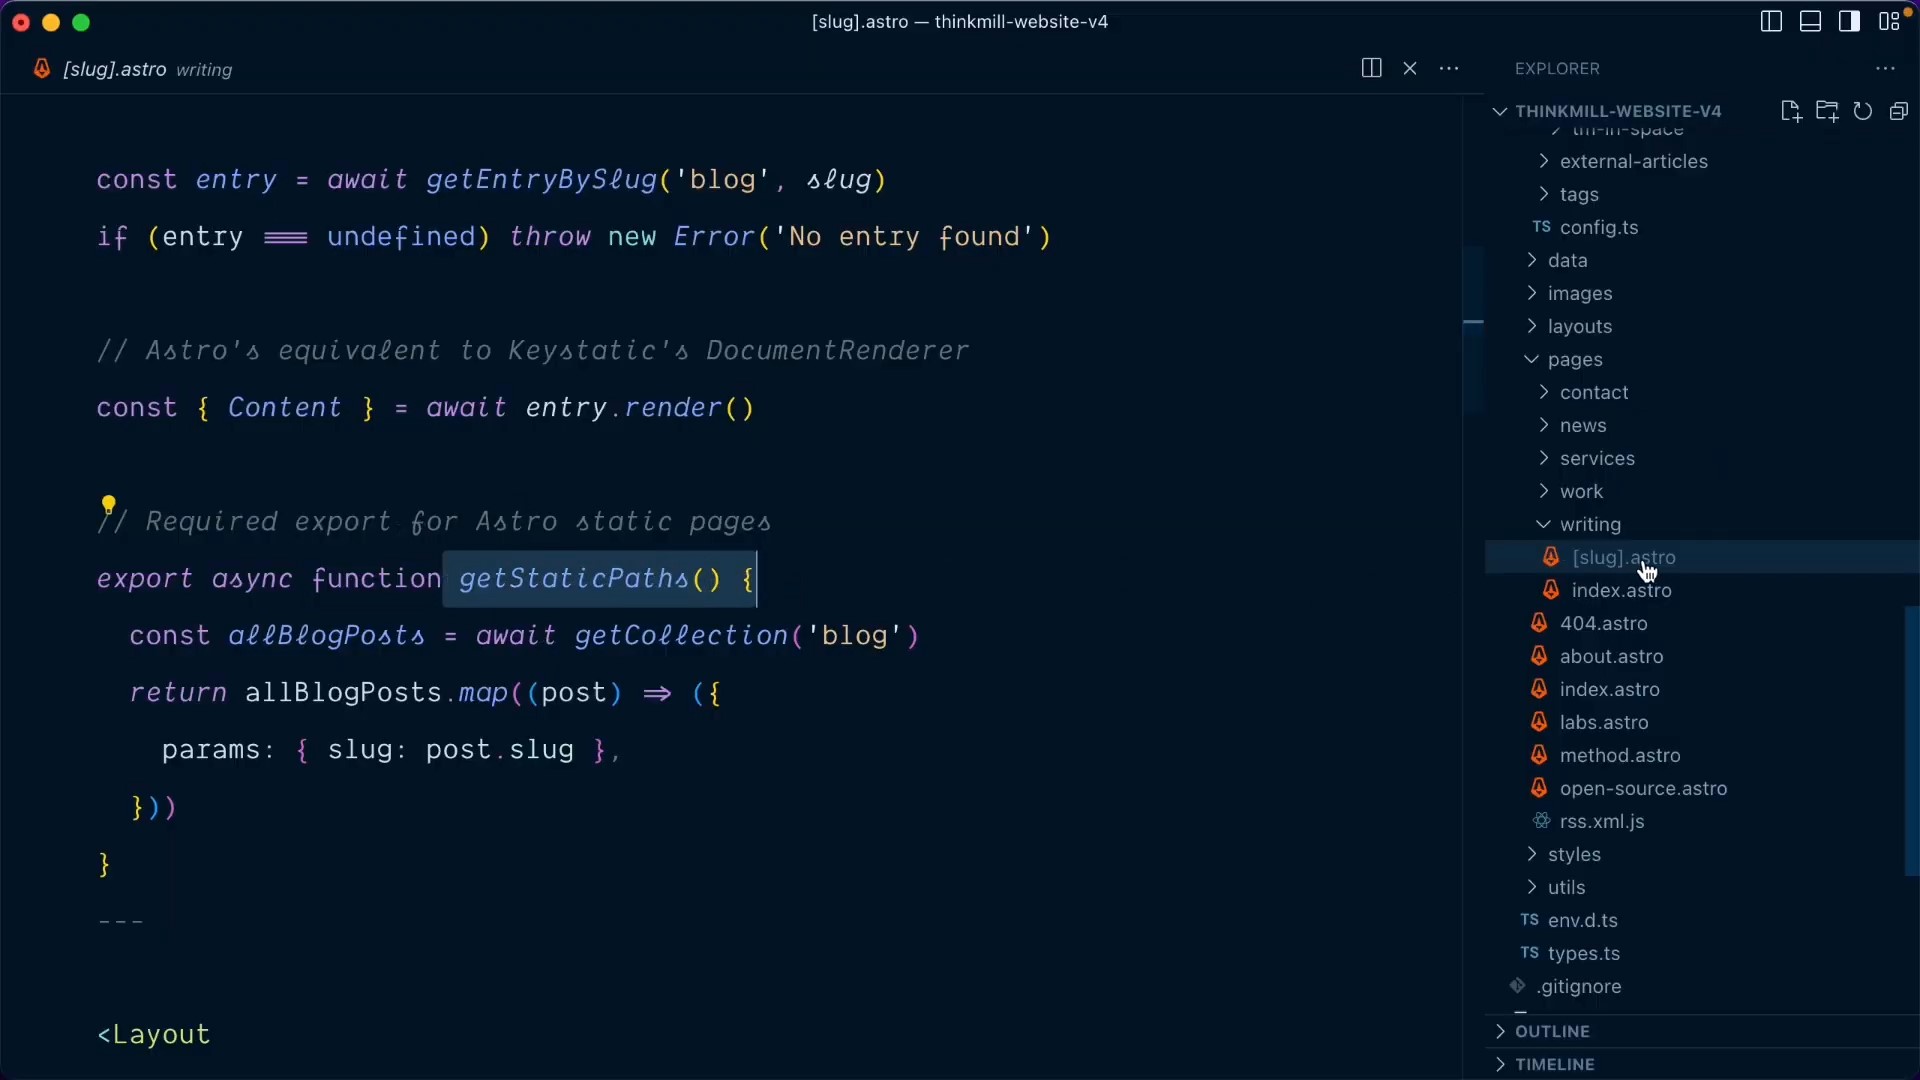 [slug].astro — thinkmill-website-v4
[slug].astro writing
const entry = await getEntryBySlug('blog', slug)
if (entry === undefined) throw new Error('No entry found')
// Astro's equivalent to Keystatic's DocumentRenderer
const { Content } = await entry.render()
// Required export for Astro static pages
export async function getStaticPaths() {
const allBlogPosts = await getCollection('blog')
return allBlogPosts.map((post) => ({
params: { slug: post.slug },
}))
}
---
<Layout
EXPLORER
THINKMILL-WEBSITE-V4
tm-in-space
external-articles
tags
TS config.ts
data
images
layouts
pages
contact
news
services
work
writing
[slug].astro
index.astro
404.astro
about.astro
index.astro
labs.astro
method.astro
open-source.astro
rss.xml.js
styles
utils
TS env.d.ts
TS types.ts
.gitignore
OUTLINE
TIMELINE